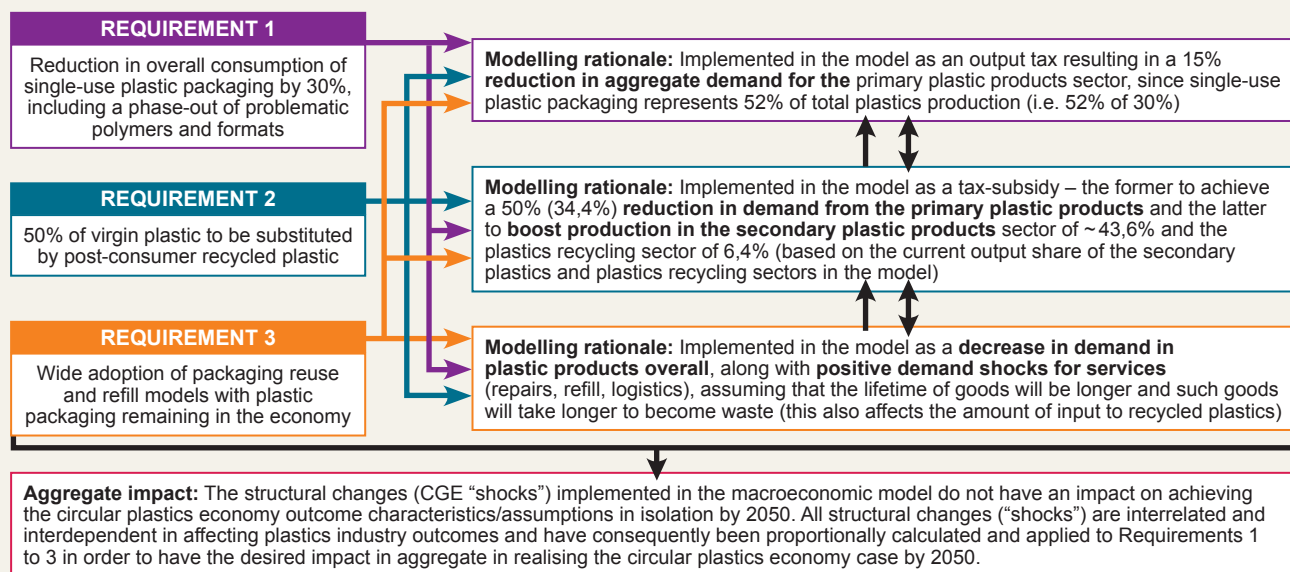 REQUIREMENT 1
Reduction in overall consumption of
single-use plastic packaging by 30%,
including a phase-out of problematic
polymers and formats
Modelling rationale: Implemented in the model as an output tax resulting in a 15%
reduction in aggregate demand for the primary plastic products sector, since single-use
plastic packaging represents 52% of total plastics production (i.e. 52% of 30%)
REQUIREMENT 2
50% of virgin plastic to be substituted
by post-consumer recycled plastic
Modelling rationale: Implemented in the model as a tax-subsidy – the former to achieve
a 50% (34,4%) reduction in demand from the primary plastic products and the latter
to boost production in the secondary plastic products sector of ~43,6% and the
plastics recycling sector of 6,4% (based on the current output share of the secondary
plastics and plastics recycling sectors in the model)
REQUIREMENT 3
Wide adoption of packaging reuse
and refill models with plastic
packaging remaining in the economy
Modelling rationale: Implemented in the model as a decrease in demand in
plastic products overall, along with positive demand shocks for services
(repairs, refill, logistics), assuming that the lifetime of goods will be longer and such goods
will take longer to become waste (this also affects the amount of input to recycled plastics)
Aggregate impact: The structural changes (CGE “shocks”) implemented in the macroeconomic model do not have an impact on achieving
the circular plastics economy outcome characteristics/assumptions in isolation by 2050. All structural changes (“shocks”) are interrelated and
interdependent in affecting plastics industry outcomes and have consequently been proportionally calculated and applied to Requirements 1
to 3 in order to have the desired impact in aggregate in realising the circular plastics economy case by 2050.